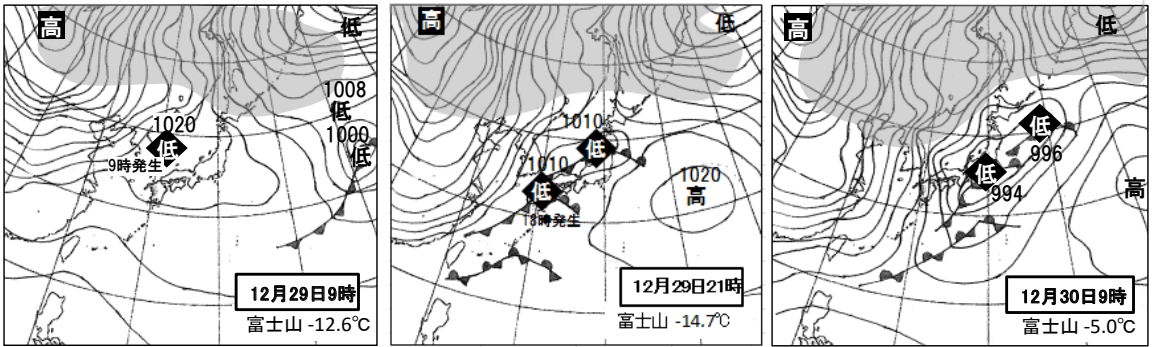 高
低
1008
低
1000
低
1020
低
9時発生
12月29日9時
富士山 -12.6℃
高
低
1010
低
1010
低
18時発生
1020
高
12月29日21時
富士山 -14.7℃
高
低
低
996
低
994
高
12月30日9時
富士山 -5.0℃